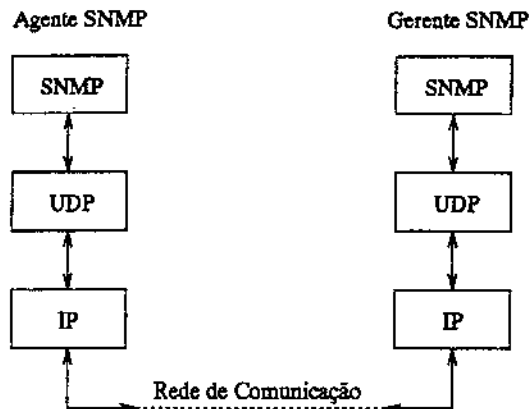 Agente SNMP
Gerente SNMP
SNMP
SNMP
UDP
UDP
IP
IP
Rede de Comunicação